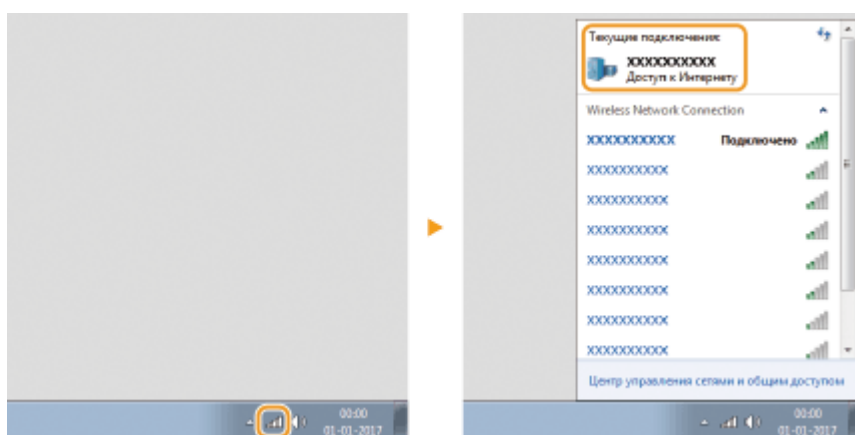 00:00
01-01-2017
Текущие подключения:
XXXXXXXXXX
Доступ к Интернету
Wireless Network Connection
XXXXXXXXXX Подключено
XXXXXXXXXX
XXXXXXXXXX
XXXXXXXXXX
XXXXXXXXXX
XXXXXXXXXX
XXXXXXXXXX
XXXXXXXXXX
Центр управления сетями и общим доступом
00:00
01-01-2017